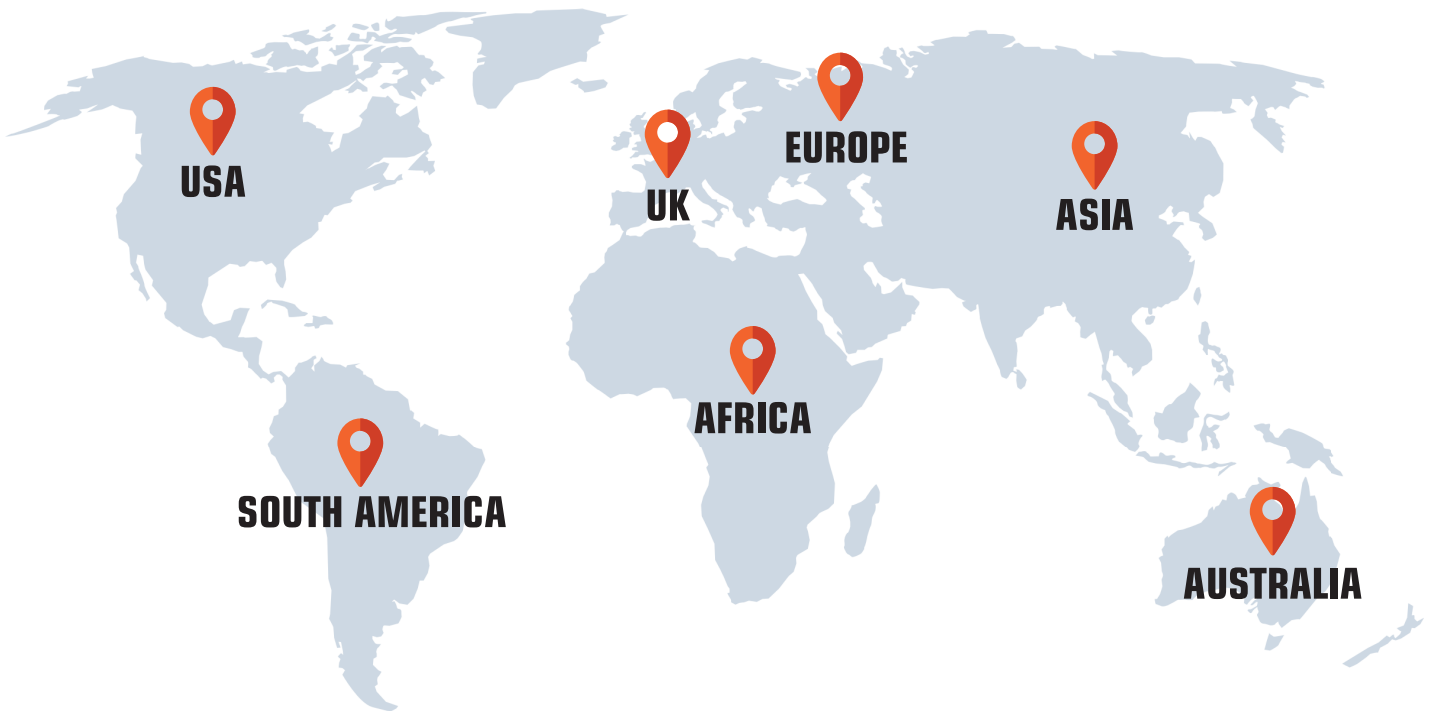 EUROPE
USA
UK
ASIA
AFRICA
SOUTH AMERICA
AUSTRALIA